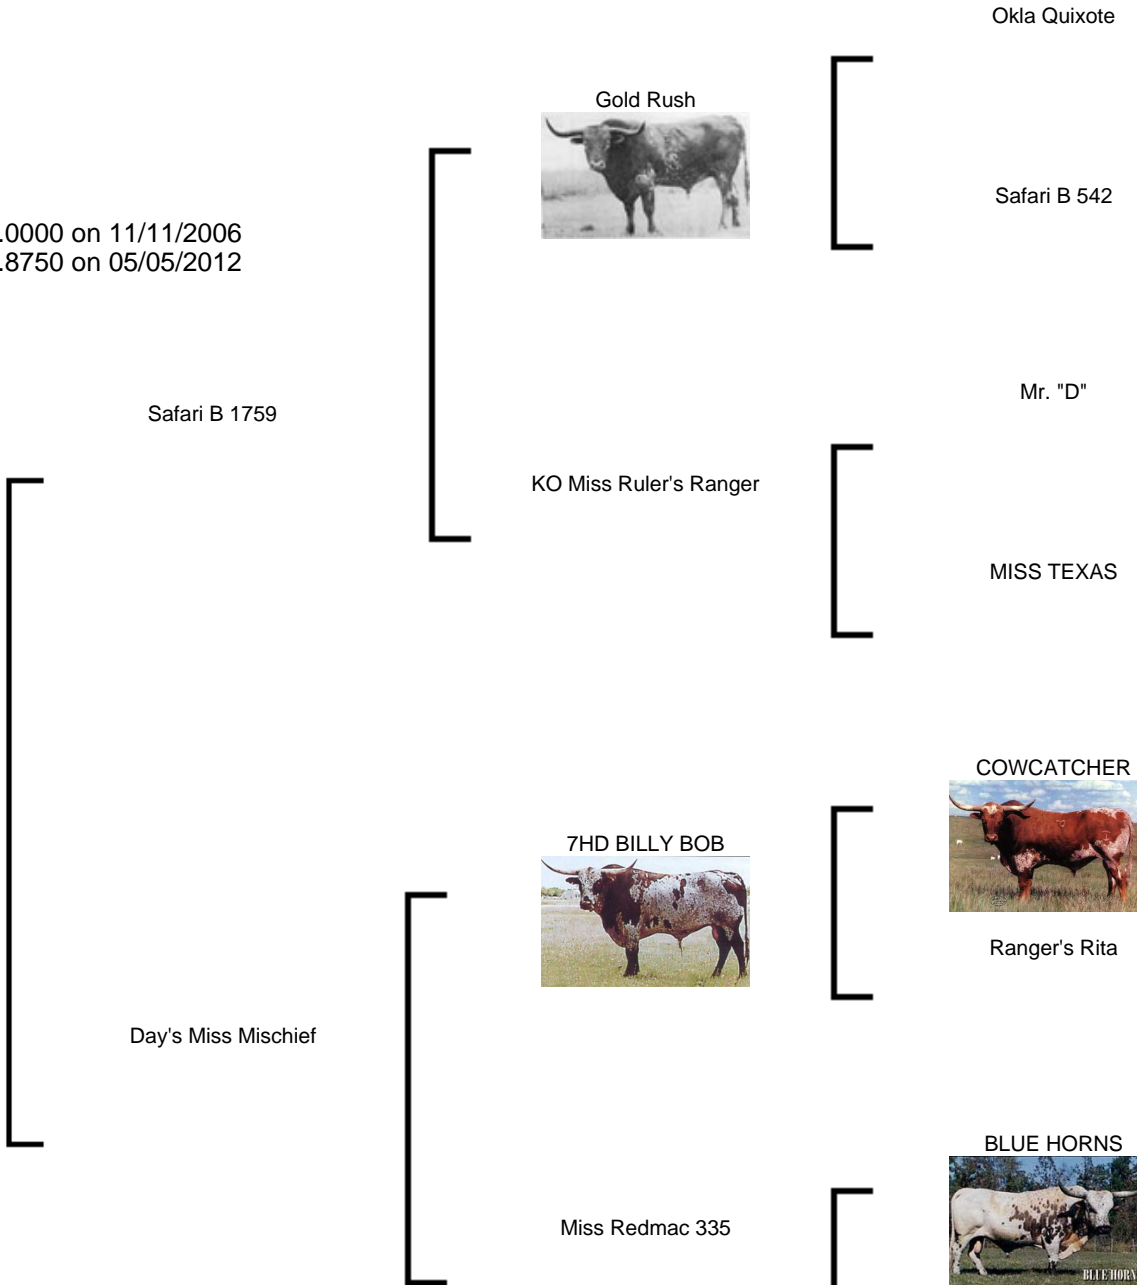 Okla Quixote
Gold Rush
Safari B 542
.0000 on 11/11/2006
.8750 on 05/05/2012
Mr. "D"
Safari B 1759
KO Miss Ruler's Ranger
MISS TEXAS
COWCATCHER
7HD BILLY BOB
Ranger's Rita
Day's Miss Mischief
BLUE HORNS
Miss Redmac 335
BLUE HORN